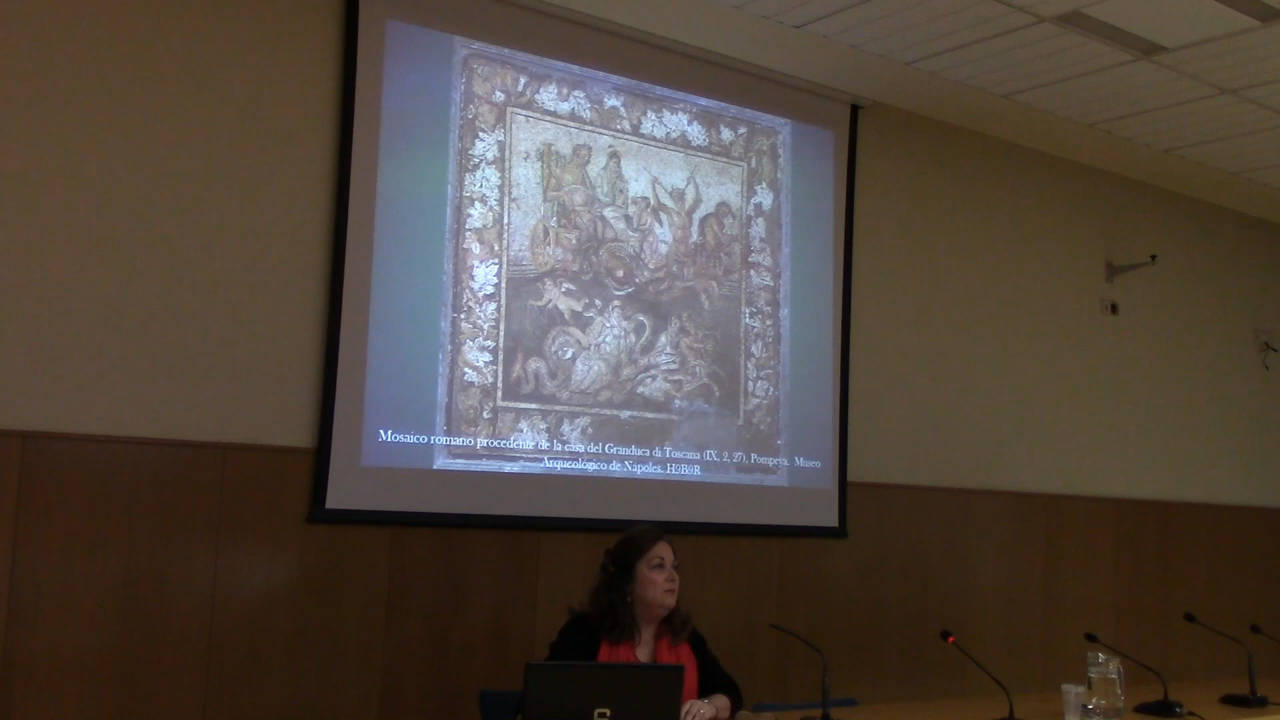 Mosaico romano procedente de la casa del Granduca di Toscana (IX, 2, 27), Pompeya. Museo
Arqueológico de Nápoles. H9B9R